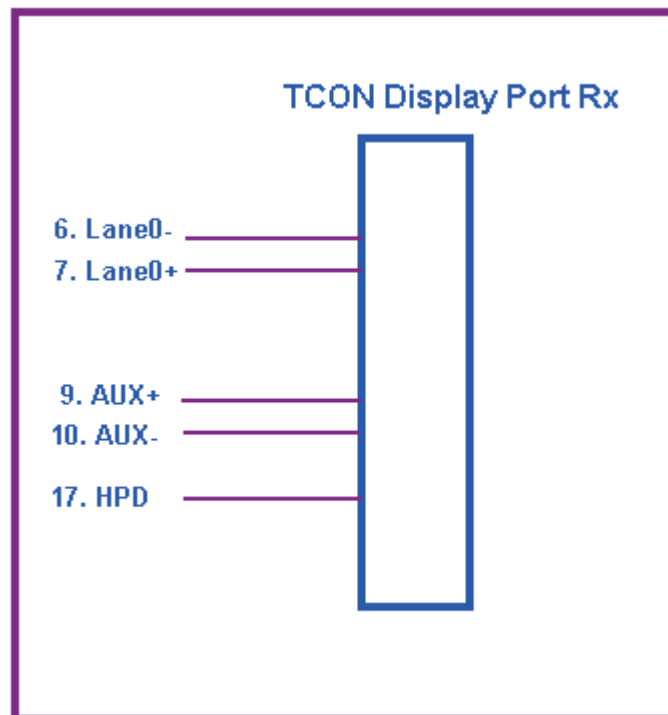 TCON Display Port Rx
6. Lane0-
7. Lane0+
9. AUX+
10. AUX-
17. HPD